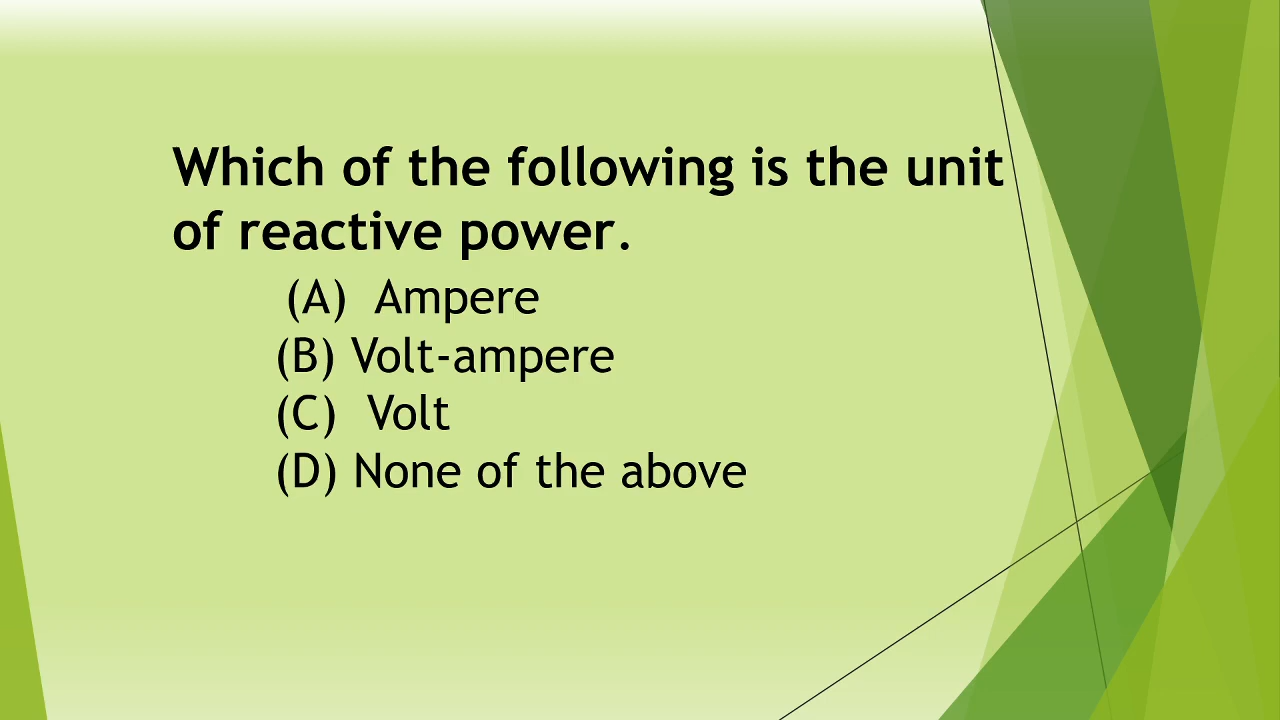 Which of the following is the unit
of reactive power.
(A) Ampere
(B) Volt-ampere
(C) Volt
(D) None of the above